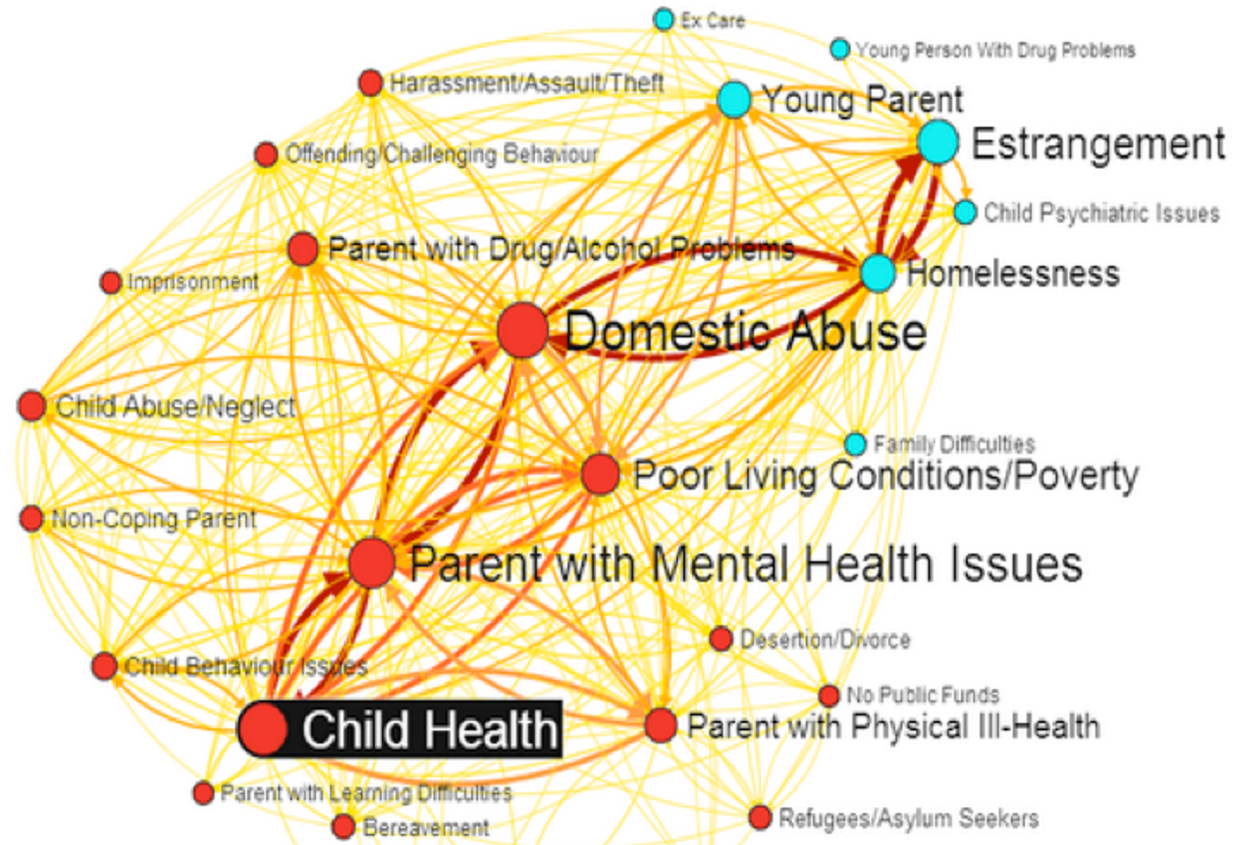 Ex Care
Young Person With Drug Problems
Harassment/Assault/Theft
Young Parent
Estrangement
Offending/Challenging Behaviour
Child Psychiatric Issues
Parent with Drug/Alcohol Problems
Homelessness
Imprisonment
Domestic Abuse
Child Abuse/Neglect
Family Difficulties
Poor Living Conditions/Poverty
Non-Coping Parent
Parent with Mental Health Issues
Desertion/Divorce
Child Behaviour Issues
No Public Funds
Child Health
Parent with Physical Ill-Health
Parent with Learning Difficulties
Refugees/Asylum Seekers
Bereavement